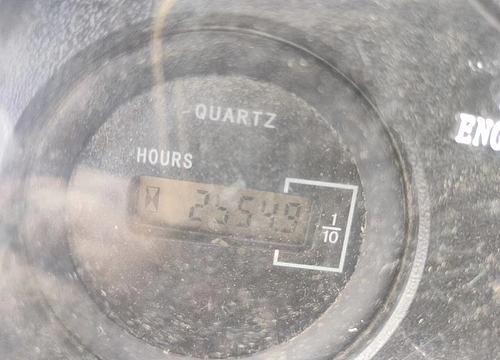 QUARTZ
HOURS
2554.9
1/10
ENG